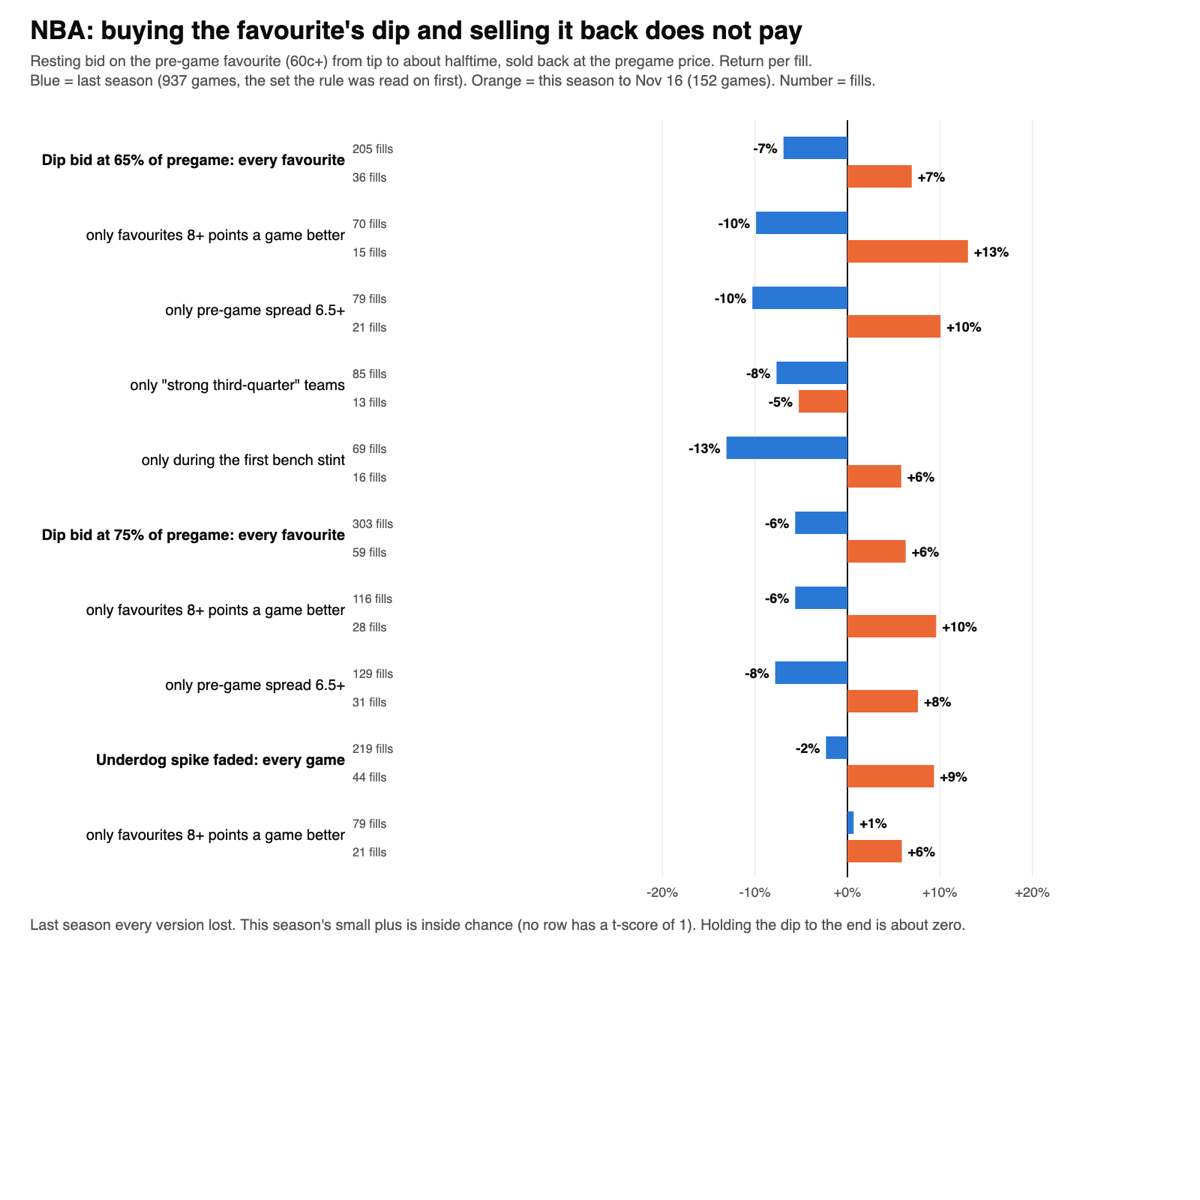 NBA: buying the favourite's dip and selling it back does not pay
Resting bid on the pre-game favourite (60c+) from tip to about halftime, sold back at the pregame price. Return per fill.
Blue = last season (937 games, the set the rule was read on first). Orange = this season to Nov 16 (152 games). Number = fills.
Dip bid at 65% of pregame: every favourite
205 fills
-7%
36 fills
+7%
only favourites 8+ points a game better
70 fills
-10%
15 fills
+13%
only pre-game spread 6.5+
79 fills
-10%
21 fills
+10%
only "strong third-quarter" teams
85 fills
-8%
13 fills
-5%
only during the first bench stint
69 fills
-13%
16 fills
+6%
Dip bid at 75% of pregame: every favourite
303 fills
-6%
59 fills
+6%
only favourites 8+ points a game better
116 fills
-6%
28 fills
+10%
only pre-game spread 6.5+
129 fills
-8%
31 fills
+8%
Underdog spike faded: every game
219 fills
-2%
44 fills
+9%
only favourites 8+ points a game better
79 fills
+1%
21 fills
+6%
-20% -10% +0% +10% +20%
Last season every version lost. This season's small plus is inside chance (no row has a t-score of 1). Holding the dip to the end is about zero.